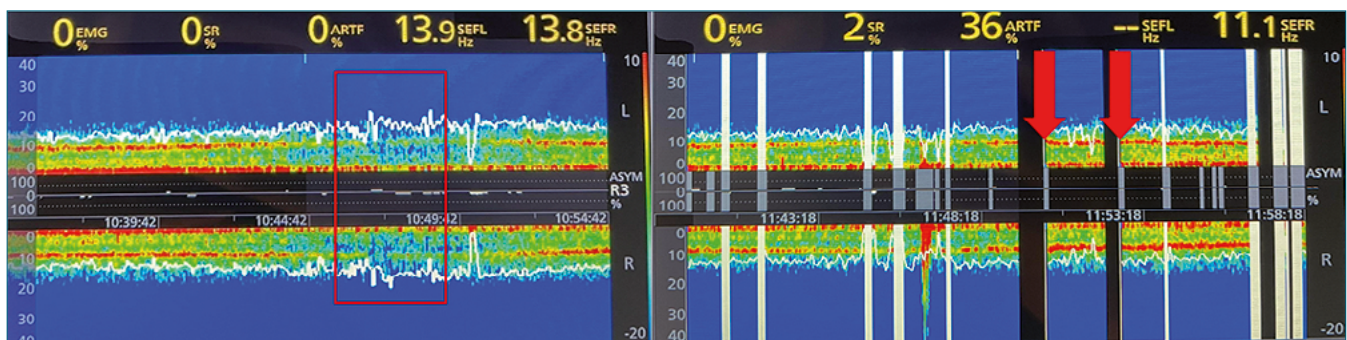 0 EMG % 0 SR % 0 ARTF % 13.9 SEFL Hz 13.8 SEFR Hz
40 10
30
20 L
10
0
100 ASYM
0 R3
100 %
10:39:42 10:44:42 10:49:42 10:54:42
0
10 R
20
30 -20
40
0 EMG % 2 SR % 36 ARTF % -- SEFL Hz 11.1 SEFR Hz
40 10
30
20 L
10
0
100 ASYM
0
100 %
11:43:18 11:48:18 11:53:18 11:58:18
0
10 R
20
30 -20
40